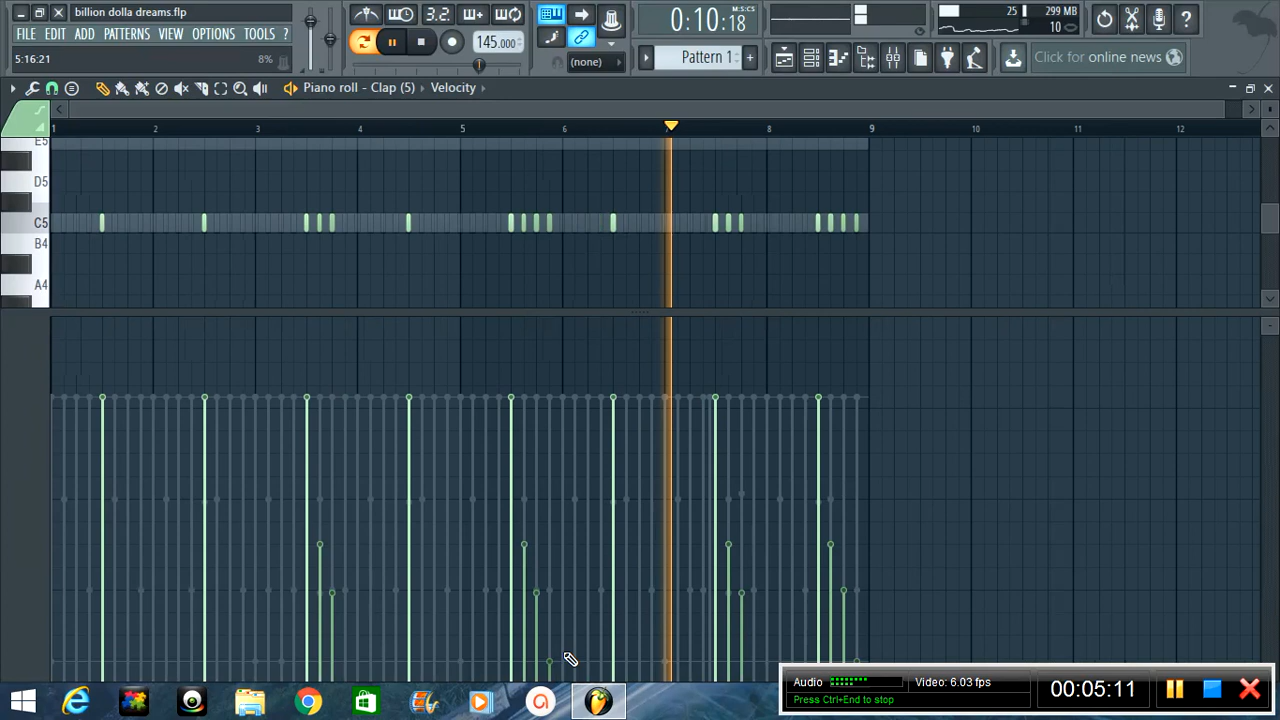 billion dolla dreams.flp
FILE EDIT ADD PATTERNS VIEW OPTIONS TOOLS ?
5:16:21 8%
3.2.
145.000
(none)
0:10:18
M:S:CS
Pattern 1
25 299 MB
10
Click for online news
Piano roll - Clap (5) Velocity
1 2 3 4 5 6 7 8 9 10 11 12
E5
D5
C5
B4
A4
Audio
Video: 6.03 fps
Press Ctrl+End to stop
00:05:11